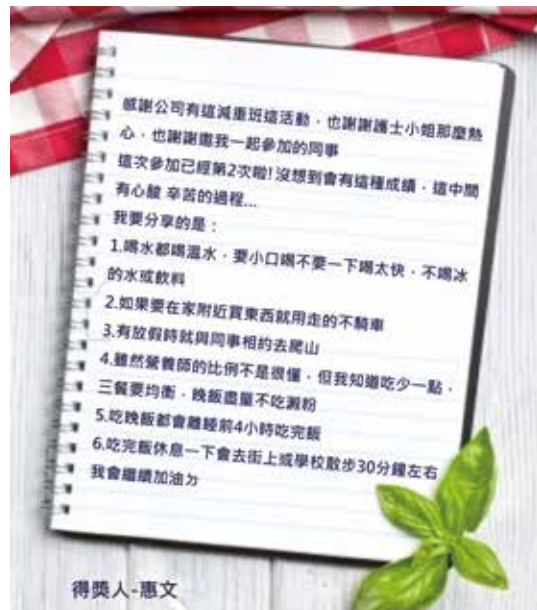 感謝公司有這減重班這活動，也謝謝護士小姐那麼熱
心，也謝謝邀我一起參加的同事
這次參加已經第2次啦!沒想到會有這種成績，這中間
有心酸 辛苦的過程...
我要分享的是：
1.喝水都喝溫水，要小口喝不要一下喝太快，不喝冰
的水或飲料
2.如果要在家附近買東西就用走的不騎車
3.有放假時就與同事相約去爬山
4.雖然營養師的比例不是很懂，但我知道吃少一點，
三餐要均衡，晚飯盡量不吃澱粉
5.吃晚飯都會離睡前4小時吃完飯
6.吃完飯休息一下會去街上或學校散步30分鐘左右
我會繼續加油ㄉ
得獎人-惠文